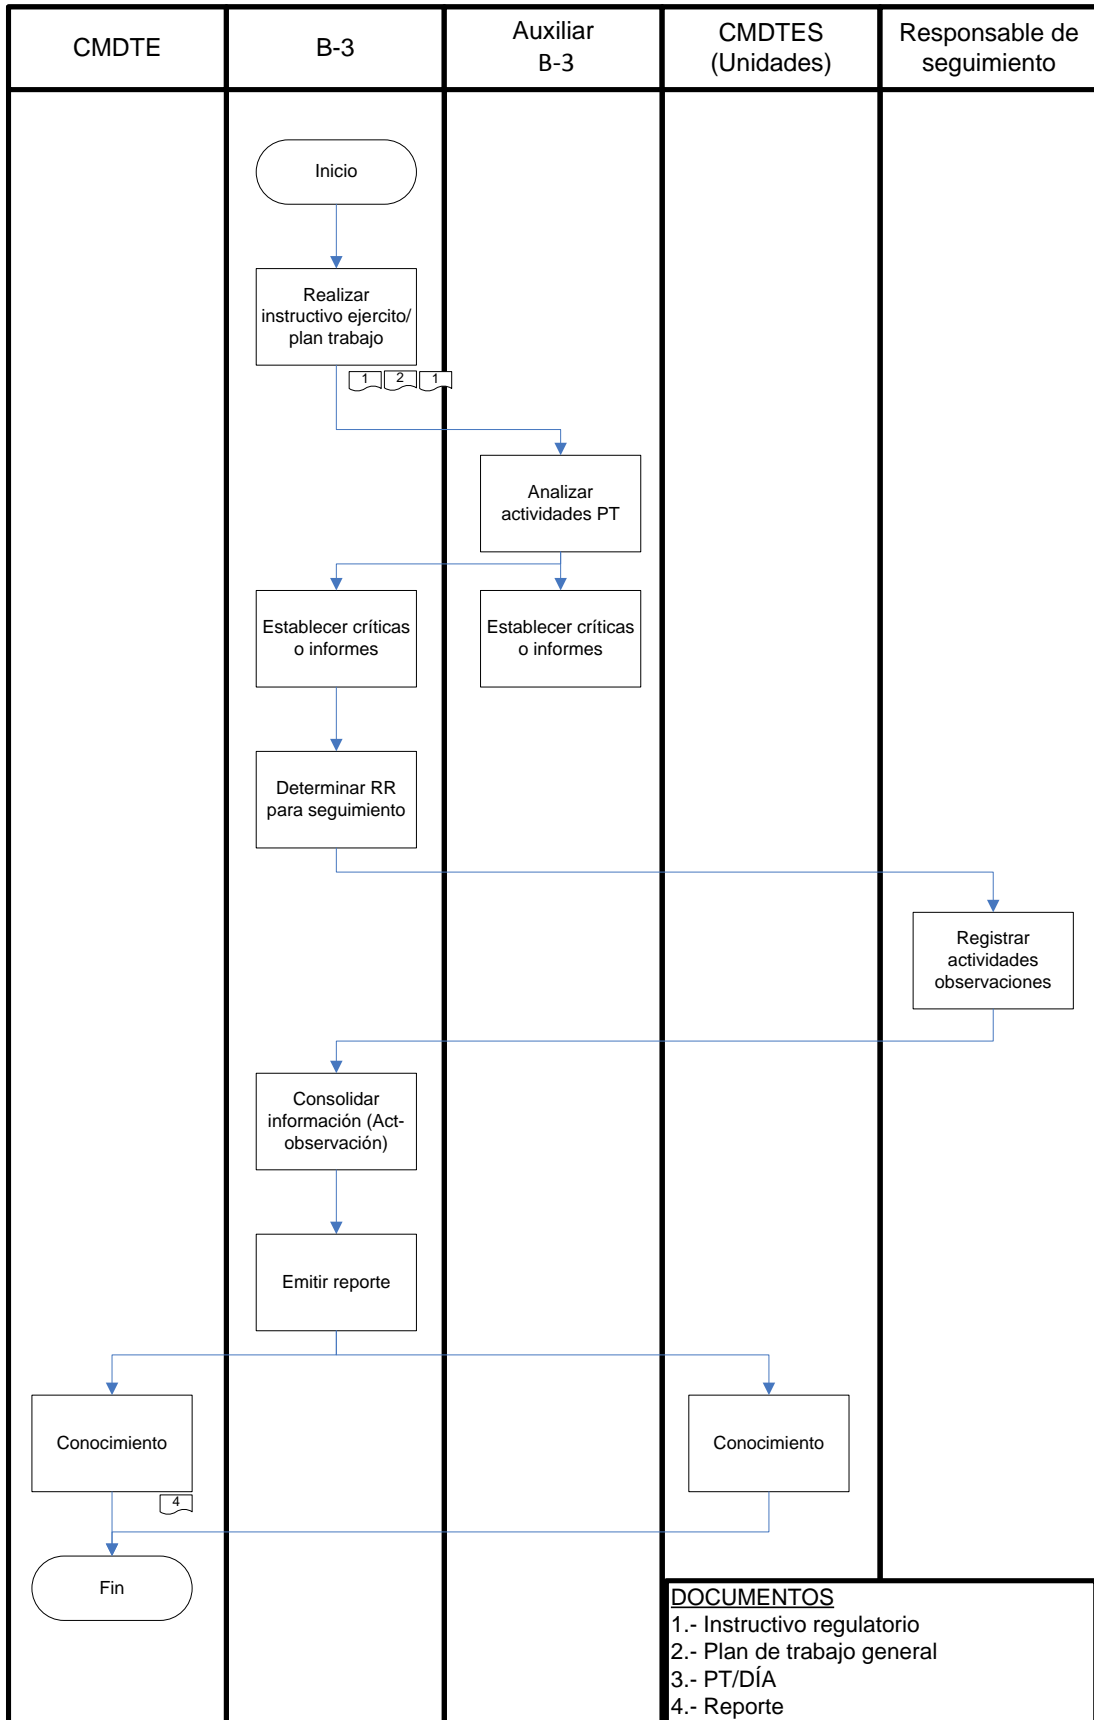 CMDTE
B-3
Auxiliar
B-3
CMDTES
(Unidades)
Responsable de
seguimiento
Inicio
Realizar
instructivo ejercito/
plan trabajo
1 2 1
Analizar
actividades PT
Establecer críticas
o informes
Establecer críticas
o informes
Determinar RR
para seguimiento
Registrar
actividades
observaciones
Consolidar
información (Act-
observación)
Emitir reporte
Conocimiento
Conocimiento
4
Fin
DOCUMENTOS
1.- Instructivo regulatorio
2.- Plan de trabajo general
3.- PT/DÍA
4.- Reporte